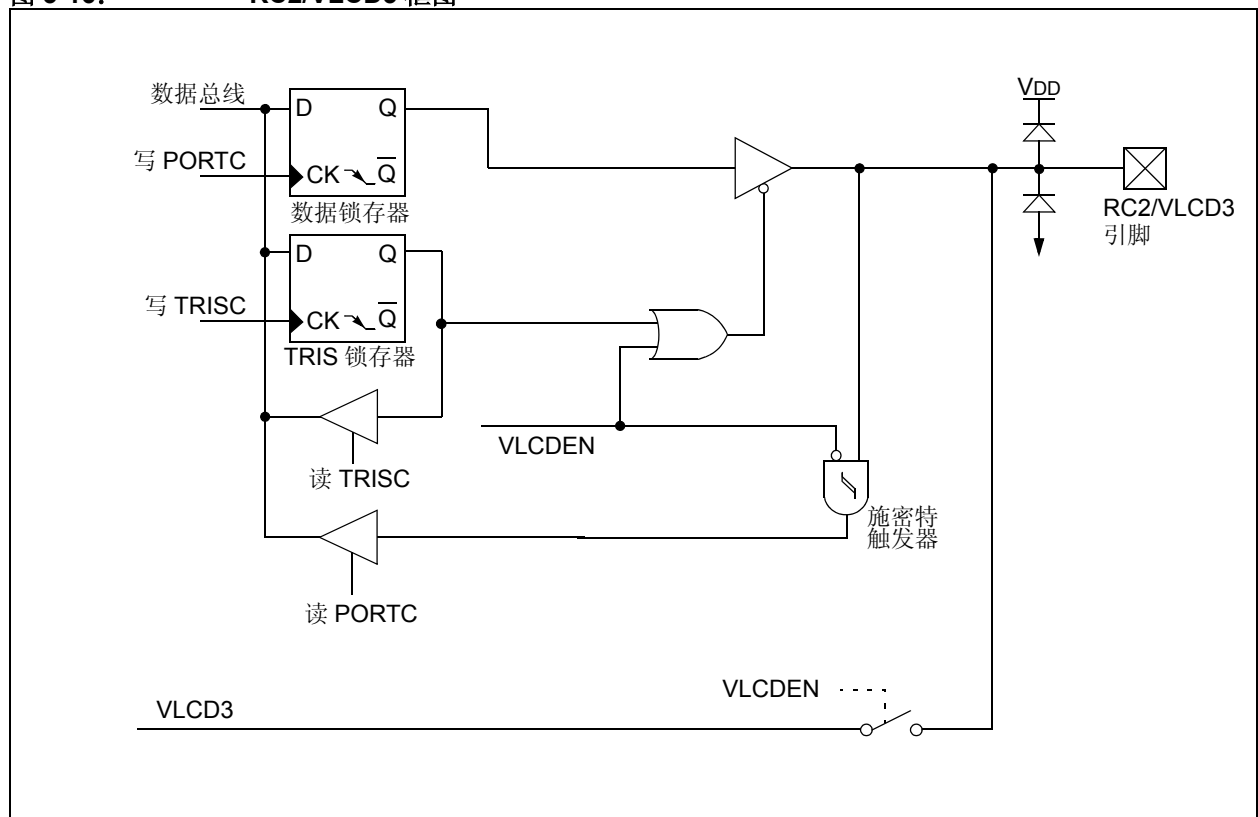 数据总线
D Q
写 PORTC
CK Q
数据锁存器
D Q
写 TRISC
CK Q
TRIS 锁存器
VDD
RC2/VLCD3
引脚
VLCDEN
读 TRISC
施密特
触发器
读 PORTC
VLCDEN
VLCD3